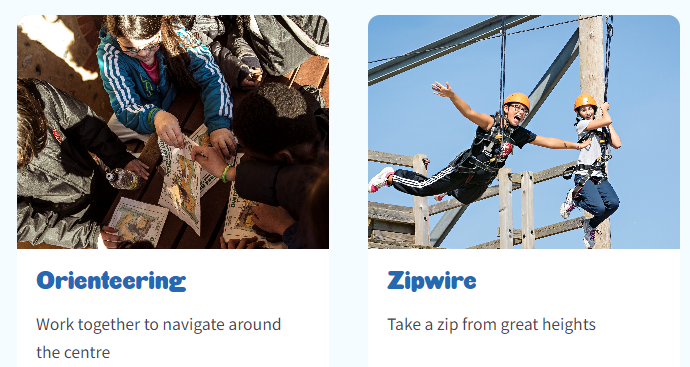 Orienteering
Work together to navigate around
the centre
Zipwire
Take a zip from great heights